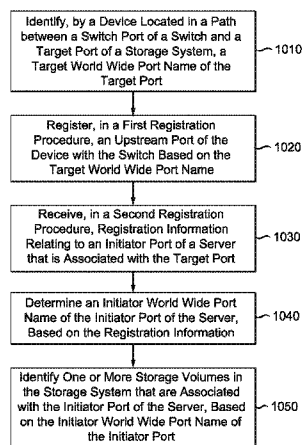 Identify, by a Device Located in a Path
between a Switch Port of a Switch and a
Target Port of a Storage System, a
Target World Wide Port Name of the
Target Port
1010
Register, in a First Registration
Procedure, an Upstream Port of the
Device with the Switch Based on the
Target World Wide Port Name
1020
Receive, in a Second Registration
Procedure, Registration Information
Relating to an Initiator Port of a Server
that is Associated with the Target Port
1030
Determine an Initiator World Wide Port
Name of the Initiator Port of the Server,
Based on the Registration Information
1040
Identify One or More Storage Volumes in
the Storage System that are Associated
with the Initiator Port of the Server, Based
on the Initiator World Wide Port Name of
the Initiator Port
1050